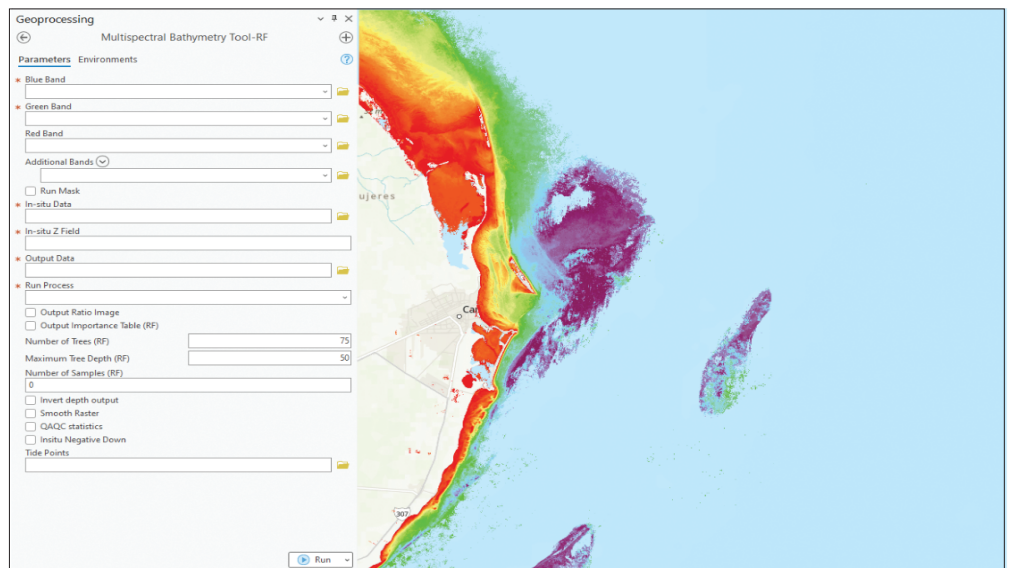 Geoprocessing
Multispectral Bathymetry Tool-RF
Parameters Environments
* Blue Band
* Green Band
Red Band
Additional Bands
Run Mask
* In-situ Data
* In-situ Z Field
* Output Data
* Run Process
Output Ratio Image
Output Importance Table (RF)
Number of Trees (RF) 75
Maximum Tree Depth (RF) 50
Number of Samples (RF)
0
Invert depth output
Smooth Raster
QAQC statistics
Insitu Negative Down
Tide Points
Run
ujeres
Can
307